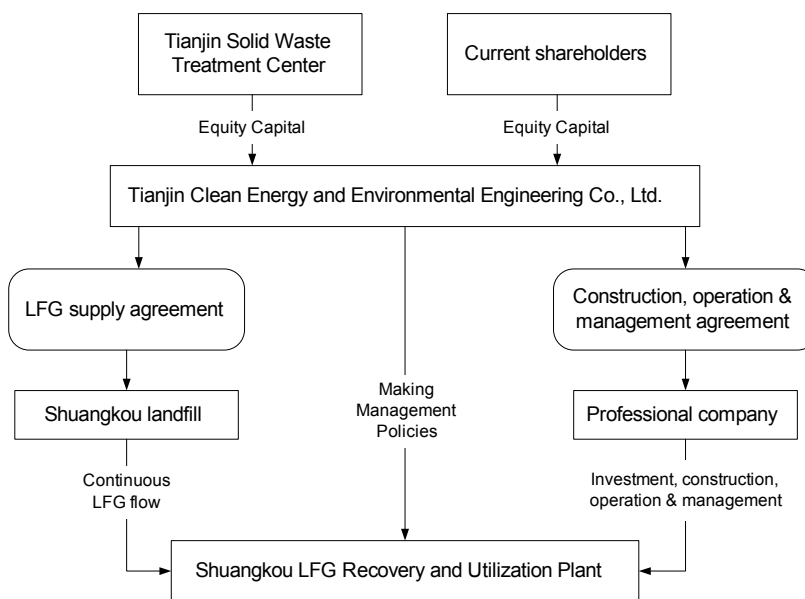 Tianjin Solid Waste
Treatment Center
Current shareholders
Equity Capital
Equity Capital
Tianjin Clean Energy and Environmental Engineering Co., Ltd.
LFG supply agreement
Construction, operation &
management agreement
Shuangkou landfill
Making
Management
Policies
Professional company
Continuous
LFG flow
Investment, construction,
operation & management
Shuangkou LFG Recovery and Utilization Plant